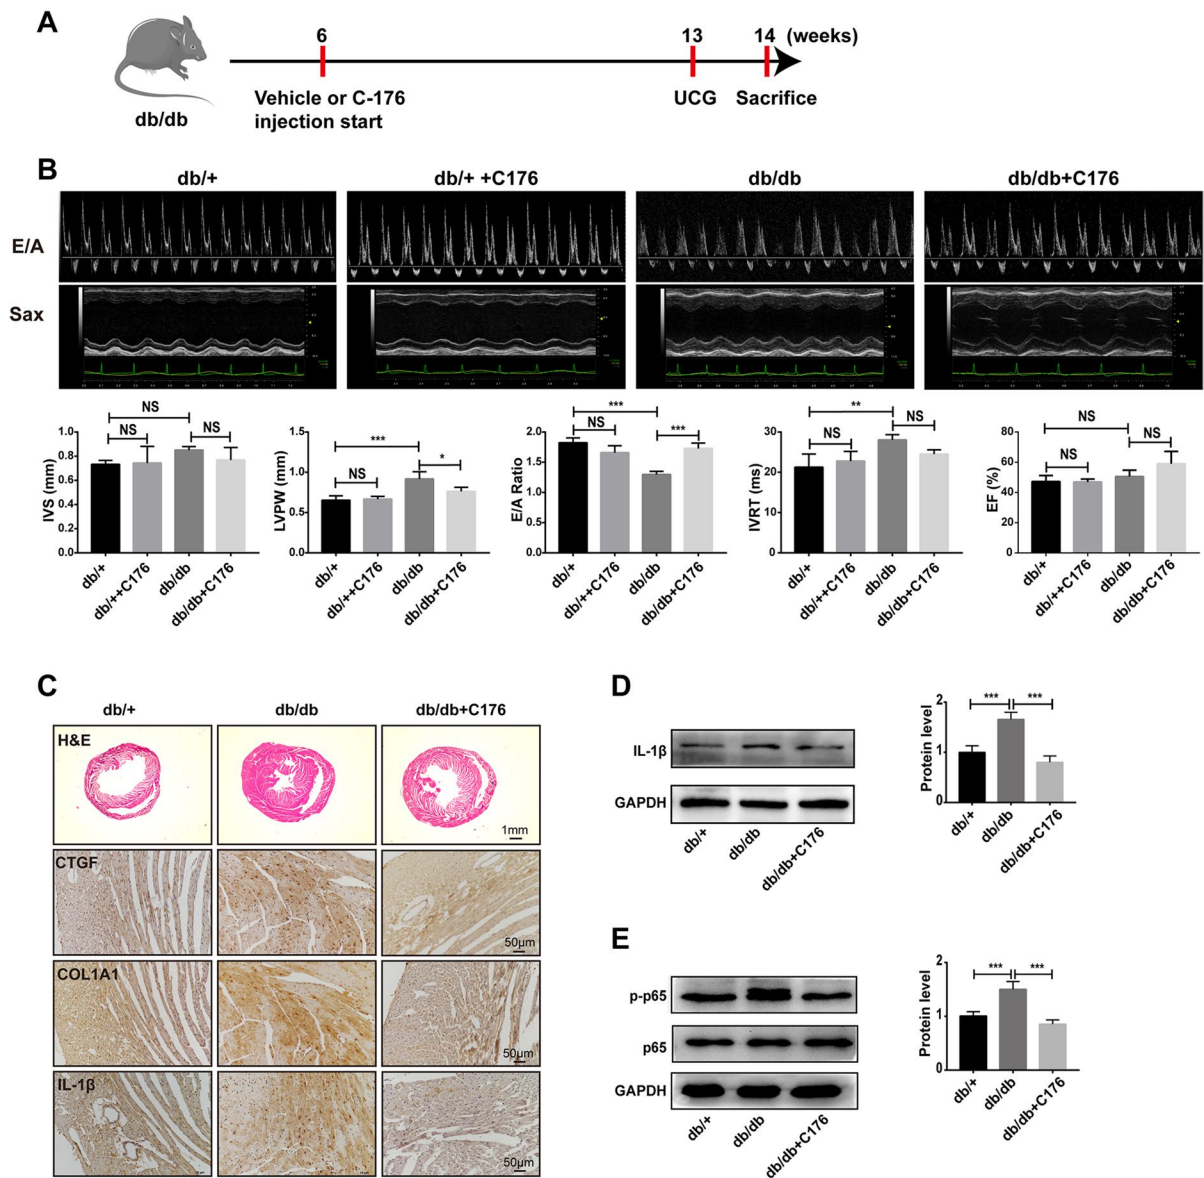 A
6
13
14 (weeks)
db/db
Vehicle or C-176
injection start
UCG
Sacrifice
B
db/+
db/+ +C176
db/db
db/db+C176
E/A
Sax
IVS (mm)
1.0
0.8
0.6
0.4
0.2
0.0
NS
NS
NS
db/+
db/++C176
db/db
db/db+C176
LVPW (mm)
1.5
1.0
0.5
0.0
***
NS
*
db/+
db/++C176
db/db
db/db+C176
E/A Ratio
2.0
1.5
1.0
0.5
0.0
***
NS
***
db/+
db/++C176
db/db
db/db+C176
IVRT (ms)
30
20
10
0
**
NS
NS
db/+
db/++C176
db/db
db/db+C176
EF (%)
80
60
40
20
0
NS
NS
NS
db/+
db/++C176
db/db
db/db+C176
C
db/+
db/db
db/db+C176
H&E
1mm
CTGF
50μm
COL1A1
50μm
IL-1β
50μm
D
IL-1β
GAPDH
db/+
db/db
db/db+C176
Protein level
2
1
0
***
***
db/+
db/db
db/db+C176
E
p-p65
p65
GAPDH
db/+
db/db
db/db+C176
Protein level
2
1
0
***
***
db/+
db/db
db/db+C176